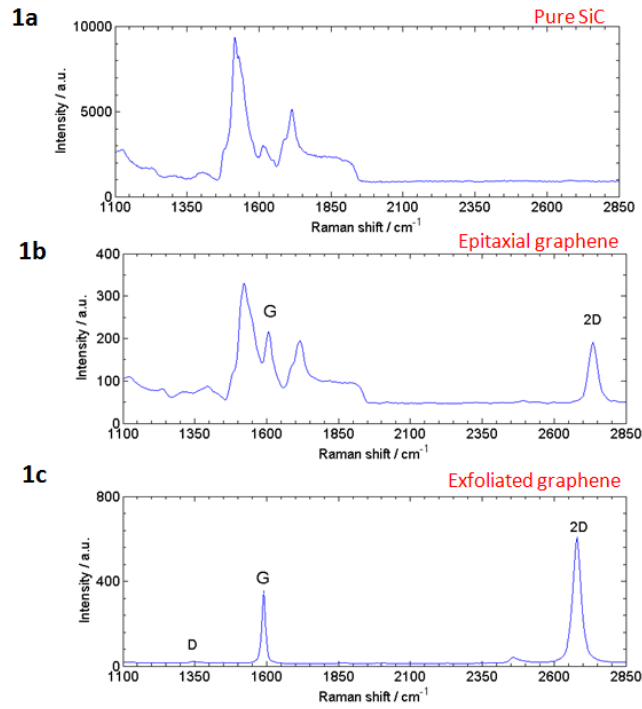 1a
Pure SiC
10000
5000
0
Intensity / a.u.
1100 1350 1600 1850 2100 2350 2600 2850
Raman shift / cm-1
1b
Epitaxial graphene
400
300
200
100
0
Intensity / a.u.
G
2D
1100 1350 1600 1850 2100 2350 2600 2850
Raman shift / cm-1
1c
Exfoliated graphene
800
400
0
Intensity / a.u.
D
G
2D
1100 1350 1600 1850 2100 2350 2600 2850
Raman shift / cm-1